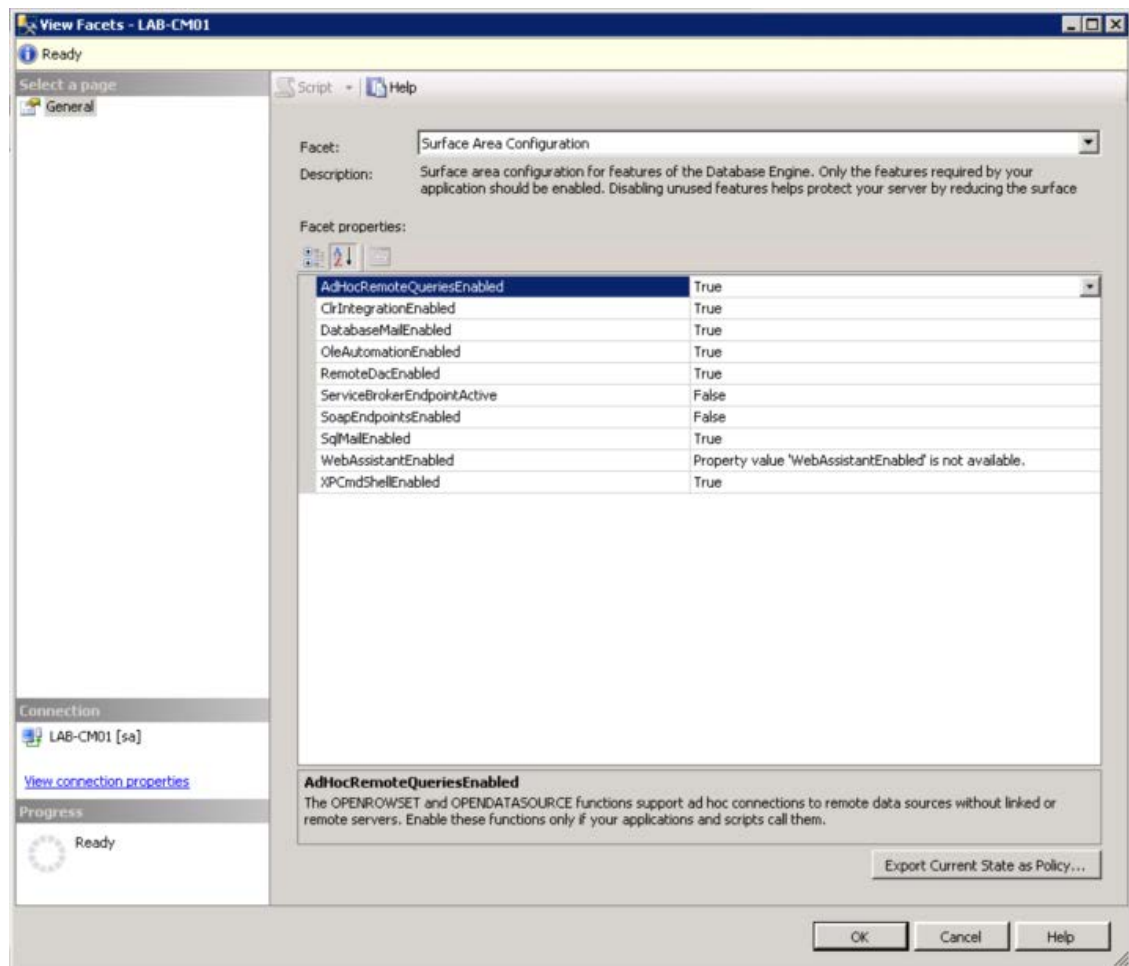 View Facets - LAB-CM01
Ready
Select a page
General
Script
Help
Facet:
Surface Area Configuration
Description:
Surface area configuration for features of the Database Engine. Only the features required by your
application should be enabled. Disabling unused features helps protect your server by reducing the surface
Facet properties:
AdHocRemoteQueriesEnabled True
ClrIntegrationEnabled True
DatabaseMailEnabled True
OleAutomationEnabled True
RemoteDacEnabled True
ServiceBrokerEndpointActive False
SoapEndpointsEnabled False
SqlMailEnabled True
WebAssistantEnabled Property value 'WebAssistantEnabled' is not available.
XPCmdShellEnabled True
Connection
LAB-CM01 [sa]
View connection properties
Progress
Ready
AdHocRemoteQueriesEnabled
The OPENROWSET and OPENDATASOURCE functions support ad hoc connections to remote data sources without linked or
remote servers. Enable these functions only if your applications and scripts call them.
Export Current State as Policy...
OK
Cancel
Help